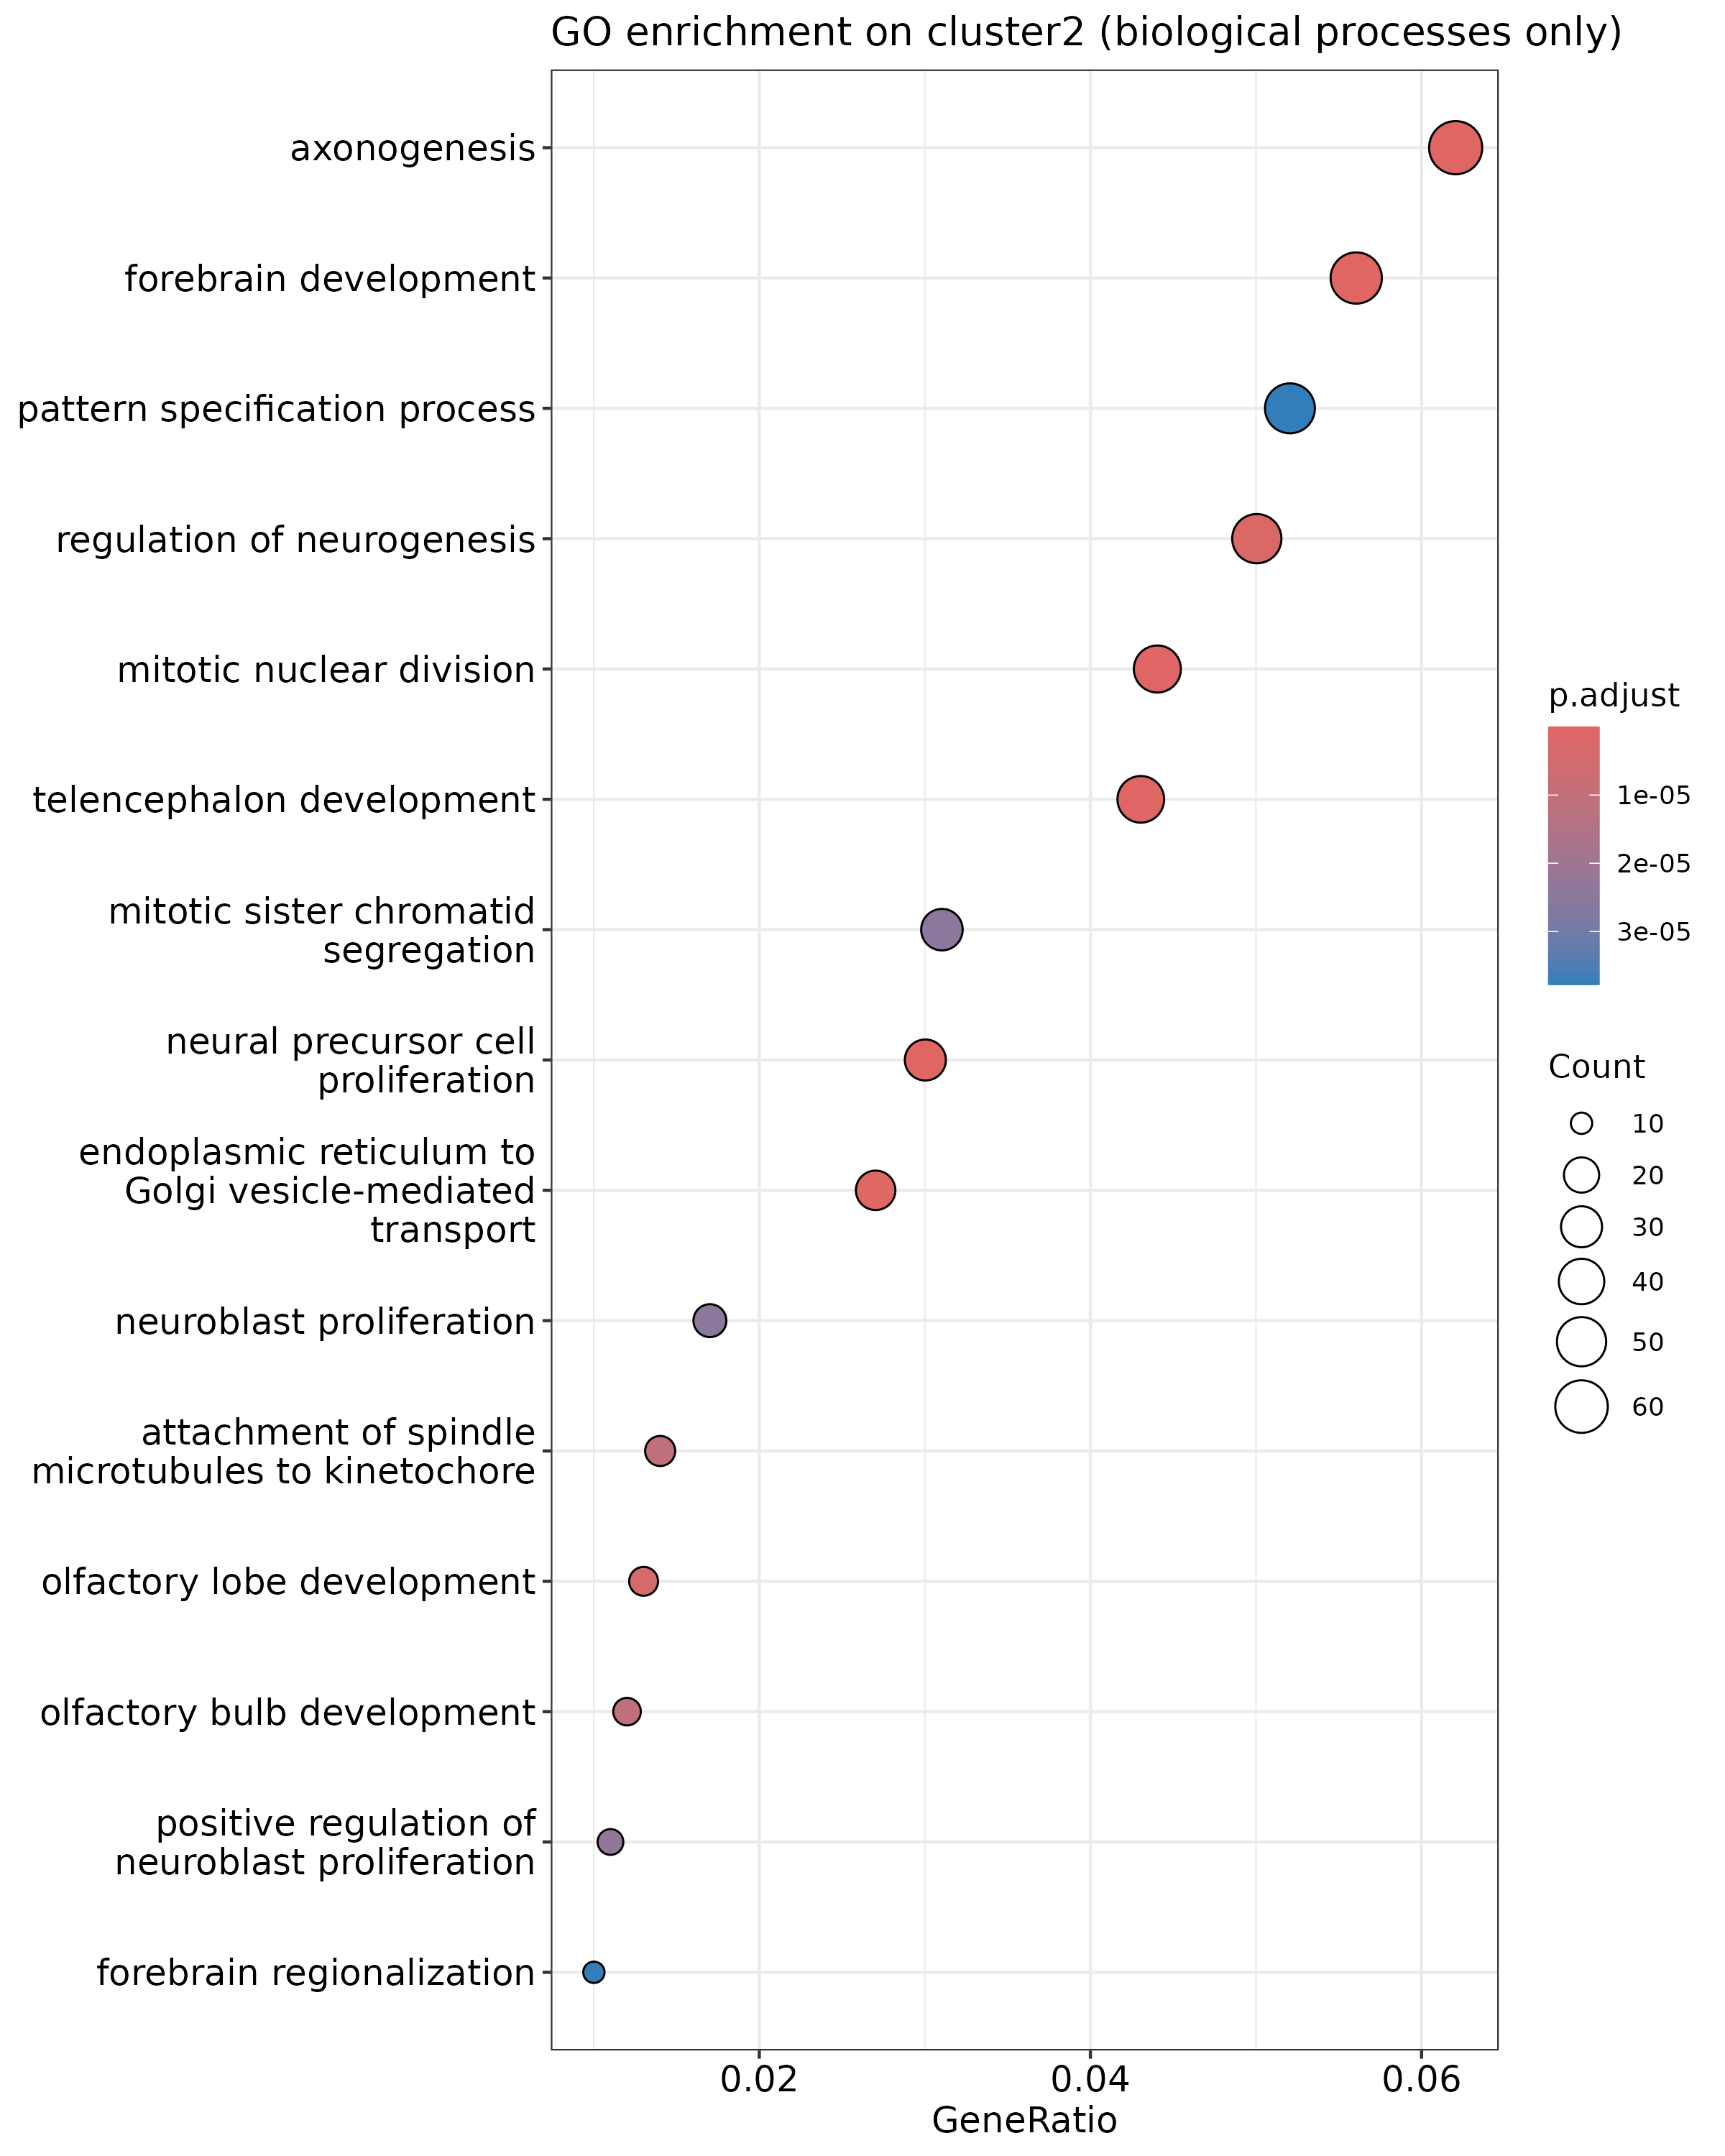 GO enrichment on cluster2 (biological processes only)
axonogenesis
forebrain development
pattern specification process
regulation of neurogenesis
mitotic nuclear division
telencephalon development
mitotic sister chromatid
segregation
neural precursor cell
proliferation
endoplasmic reticulum to
Golgi vesicle-mediated
transport
neuroblast proliferation
attachment of spindle
microtubules to kinetochore
olfactory lobe development
olfactory bulb development
positive regulation of
neuroblast proliferation
forebrain regionalization
0.02
0.04
0.06
GeneRatio
p.adjust
1e-05
2e-05
3e-05
Count
10
20
30
40
50
60